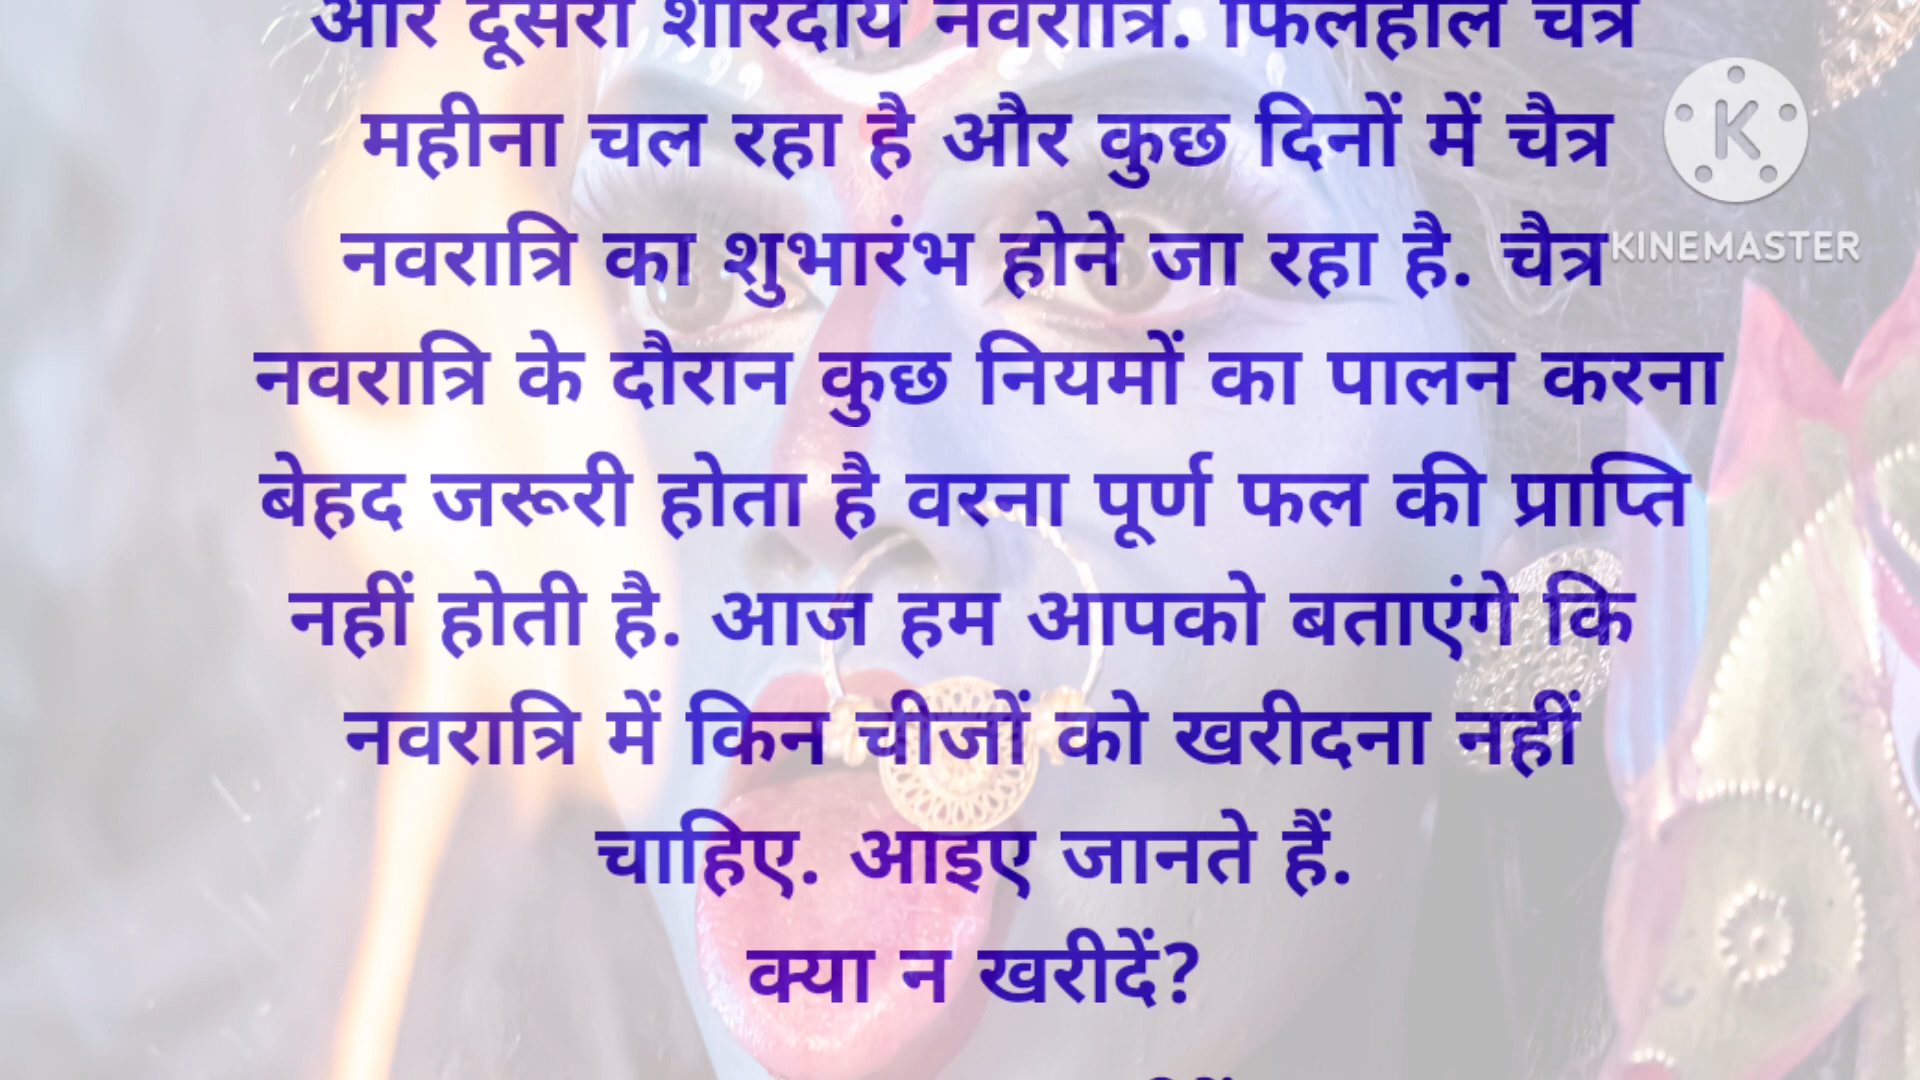 और दूसरा शारदीय नवरात्रि. फिलहाल चैत्र
महीना चल रहा है और कुछ दिनों में चैत्र
नवरात्रि का शुभारंभ होने जा रहा है. चैत्र
नवरात्रि के दौरान कुछ नियमों का पालन करना
बेहद जरूरी होता है वरना पूर्ण फल की प्राप्ति
नहीं होती है. आज हम आपको बताएंगे कि
नवरात्रि में किन चीजों को खरीदना नहीं
चाहिए. आइए जानते हैं.
क्या न खरीदें?
K
KINEMASTER